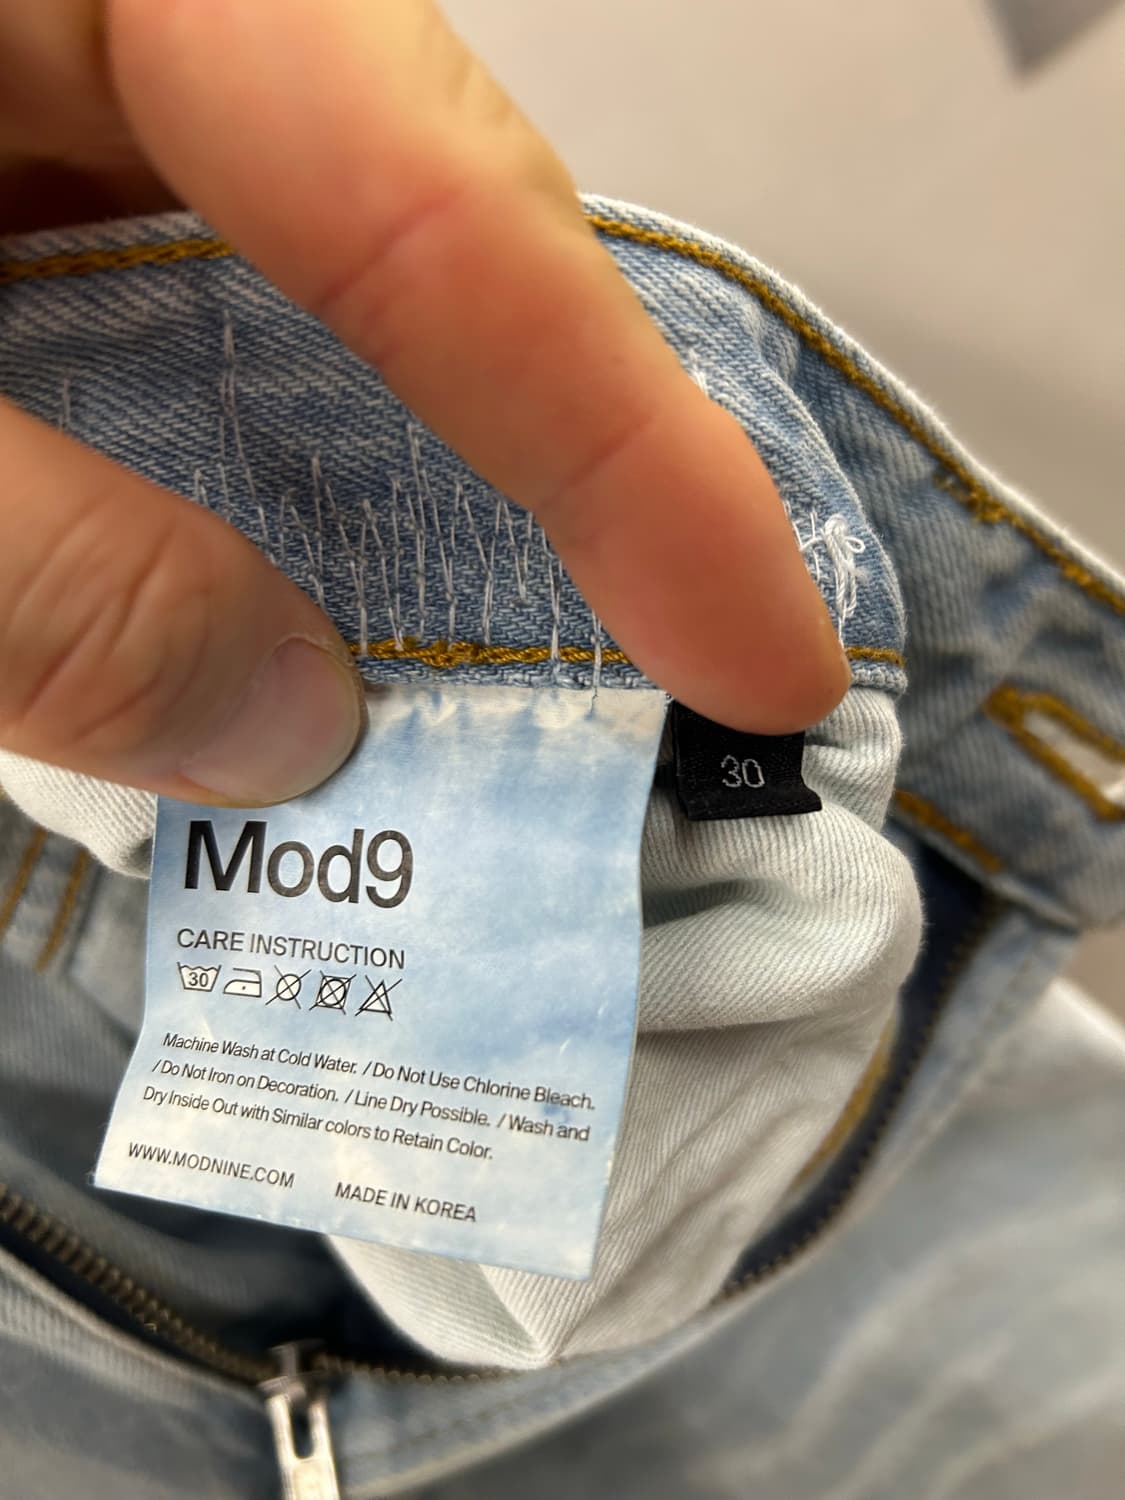 30
Mod9
CARE INSTRUCTION
30
Machine Wash at Cold Water. / Do Not Use Chlorine Bleach.
/ Do Not Iron on Decoration. / Line Dry Possible. / Wash and
Dry Inside Out with Similar colors to Retain Color.
WWW.MODNINE.COM MADE IN KOREA